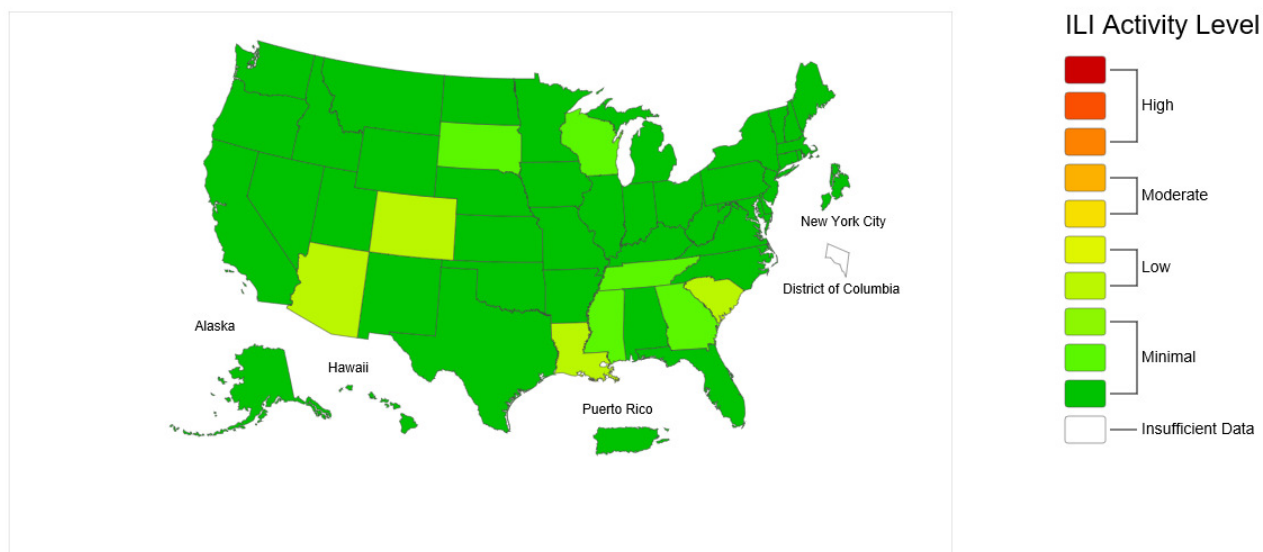 ILI Activity Level
High
Moderate
Low
Minimal
Insufficient Data
New York City
District of Columbia
Alaska
Hawaii
Puerto Rico